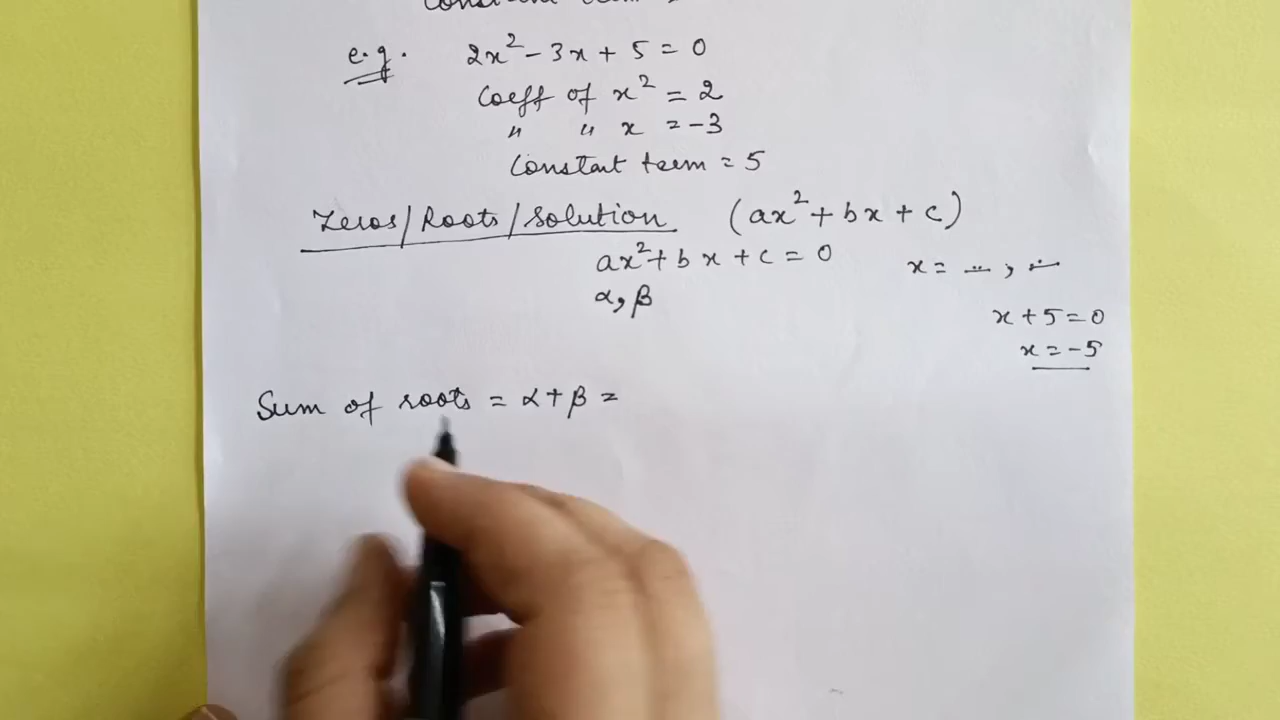 e.g. 2x² - 3x + 5 = 0
Coeff of x² = 2
" " x = -3
Constant term = 5
Zeros/Roots/Solution (ax² + bx + c)
ax² + bx + c = 0 x = ... , ...
α, β
x + 5 = 0
x = -5
Sum of roots = α + β =